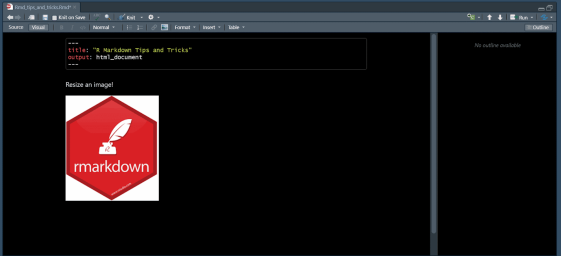 Rmd_tips_and_tricks.Rmd*
Knit on Save
Knit
Run
Source
Visual
Normal
Format
Insert
Table
Outline
---
title: "R Markdown Tips and Tricks"
output: html_document
---
No outline available
Resize an image!
rmarkdown